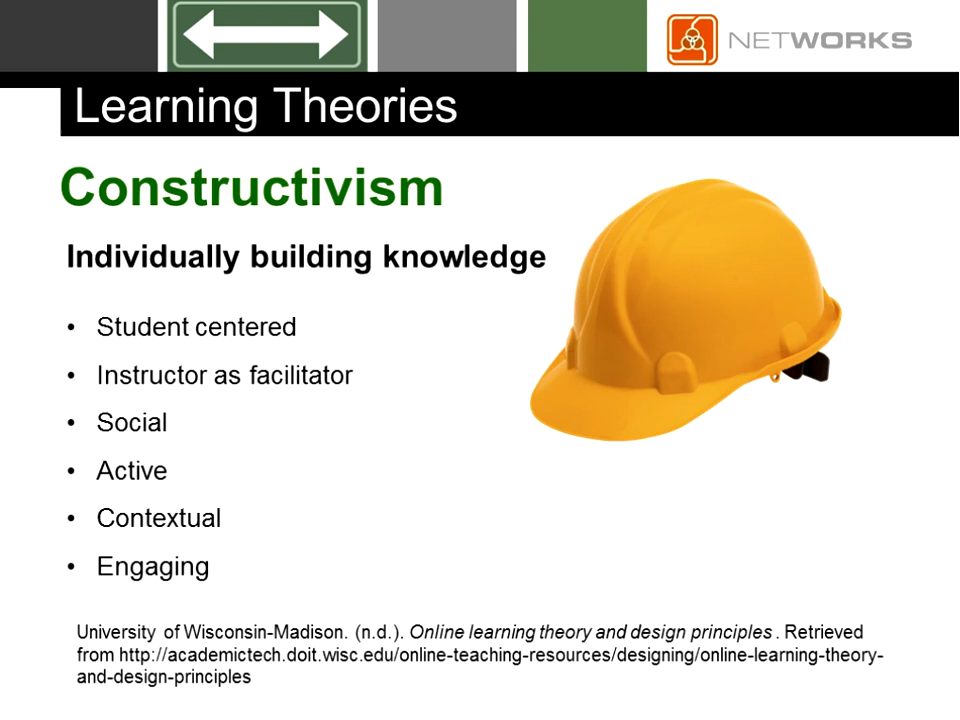 NETWORKS
Learning Theories
Constructivism
Individually building knowledge
• Student centered
• Instructor as facilitator
• Social
• Active
• Contextual
• Engaging
University of Wisconsin-Madison. (n.d.). Online learning theory and design principles . Retrieved
from http://academictech.doit.wisc.edu/online-teaching-resources/designing/online-learning-theory-
and-design-principles